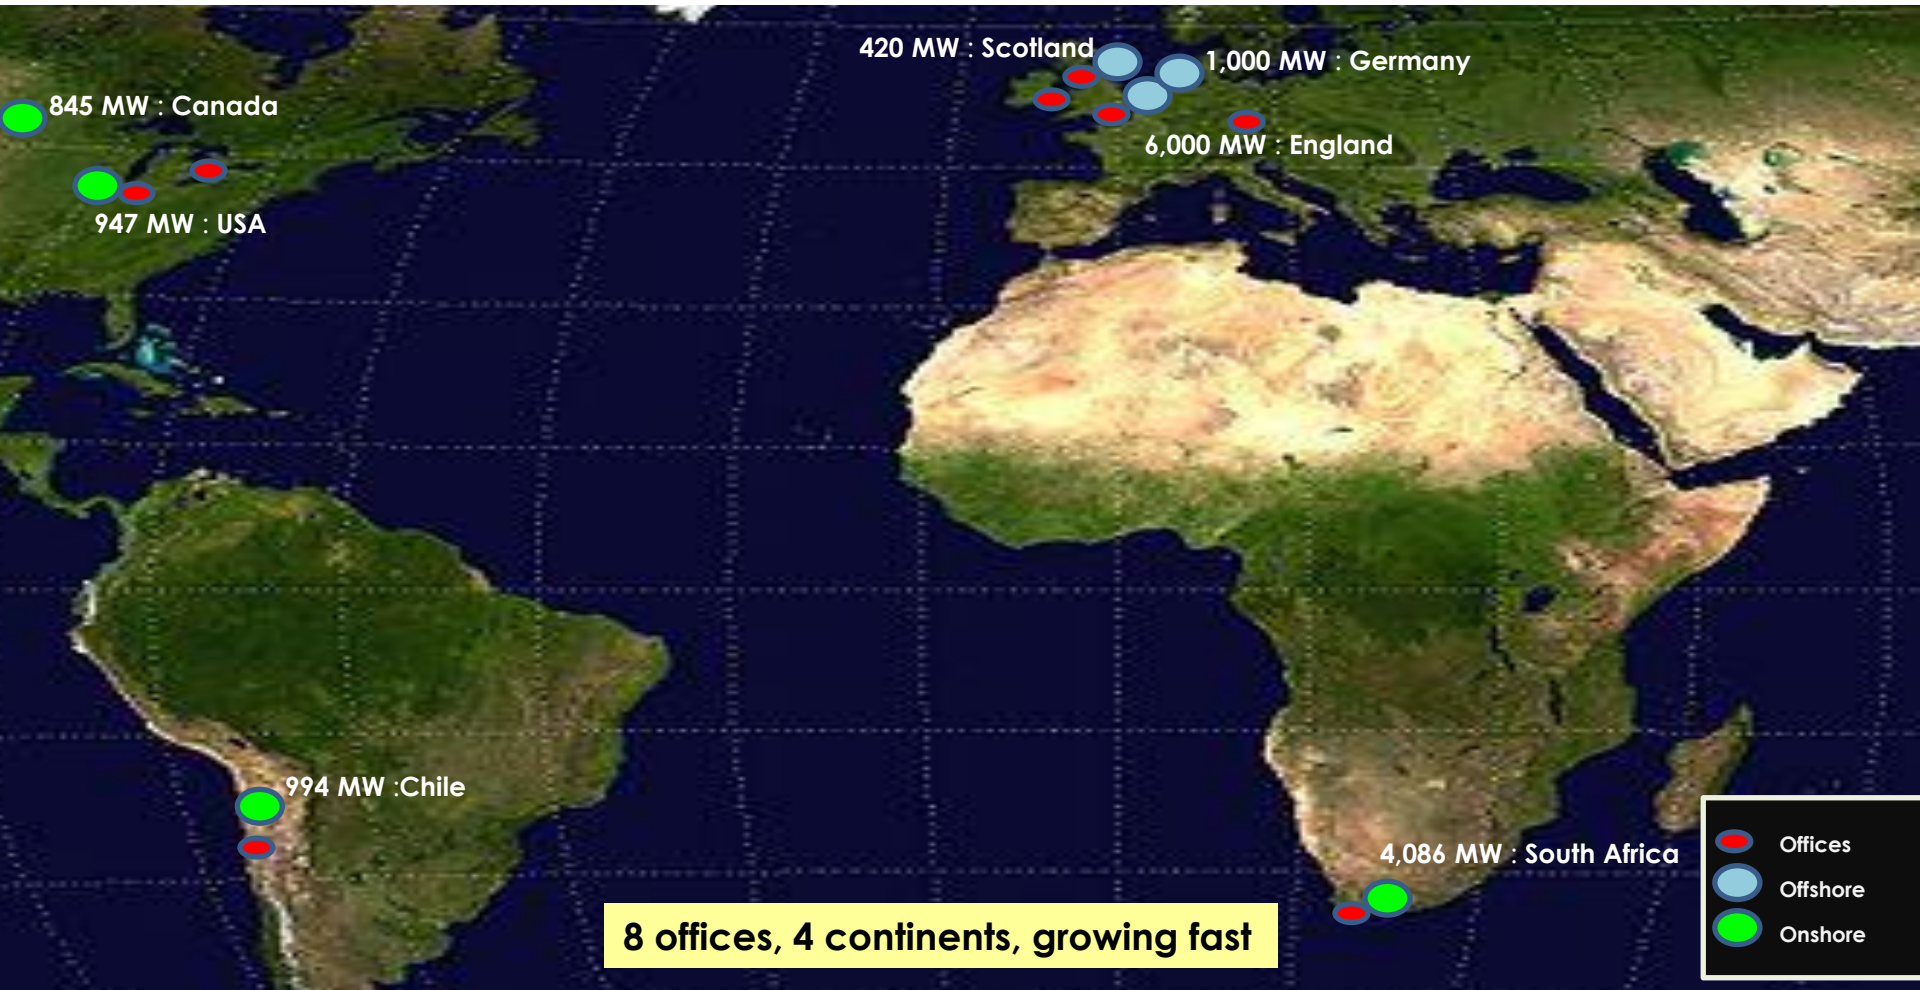 420 MW : Scotland
1,000 MW : Germany
845 MW : Canada
6,000 MW : England
947 MW : USA
994 MW :Chile
4,086 MW : South Africa
Offices
Offshore
Onshore
8 offices, 4 continents, growing fast